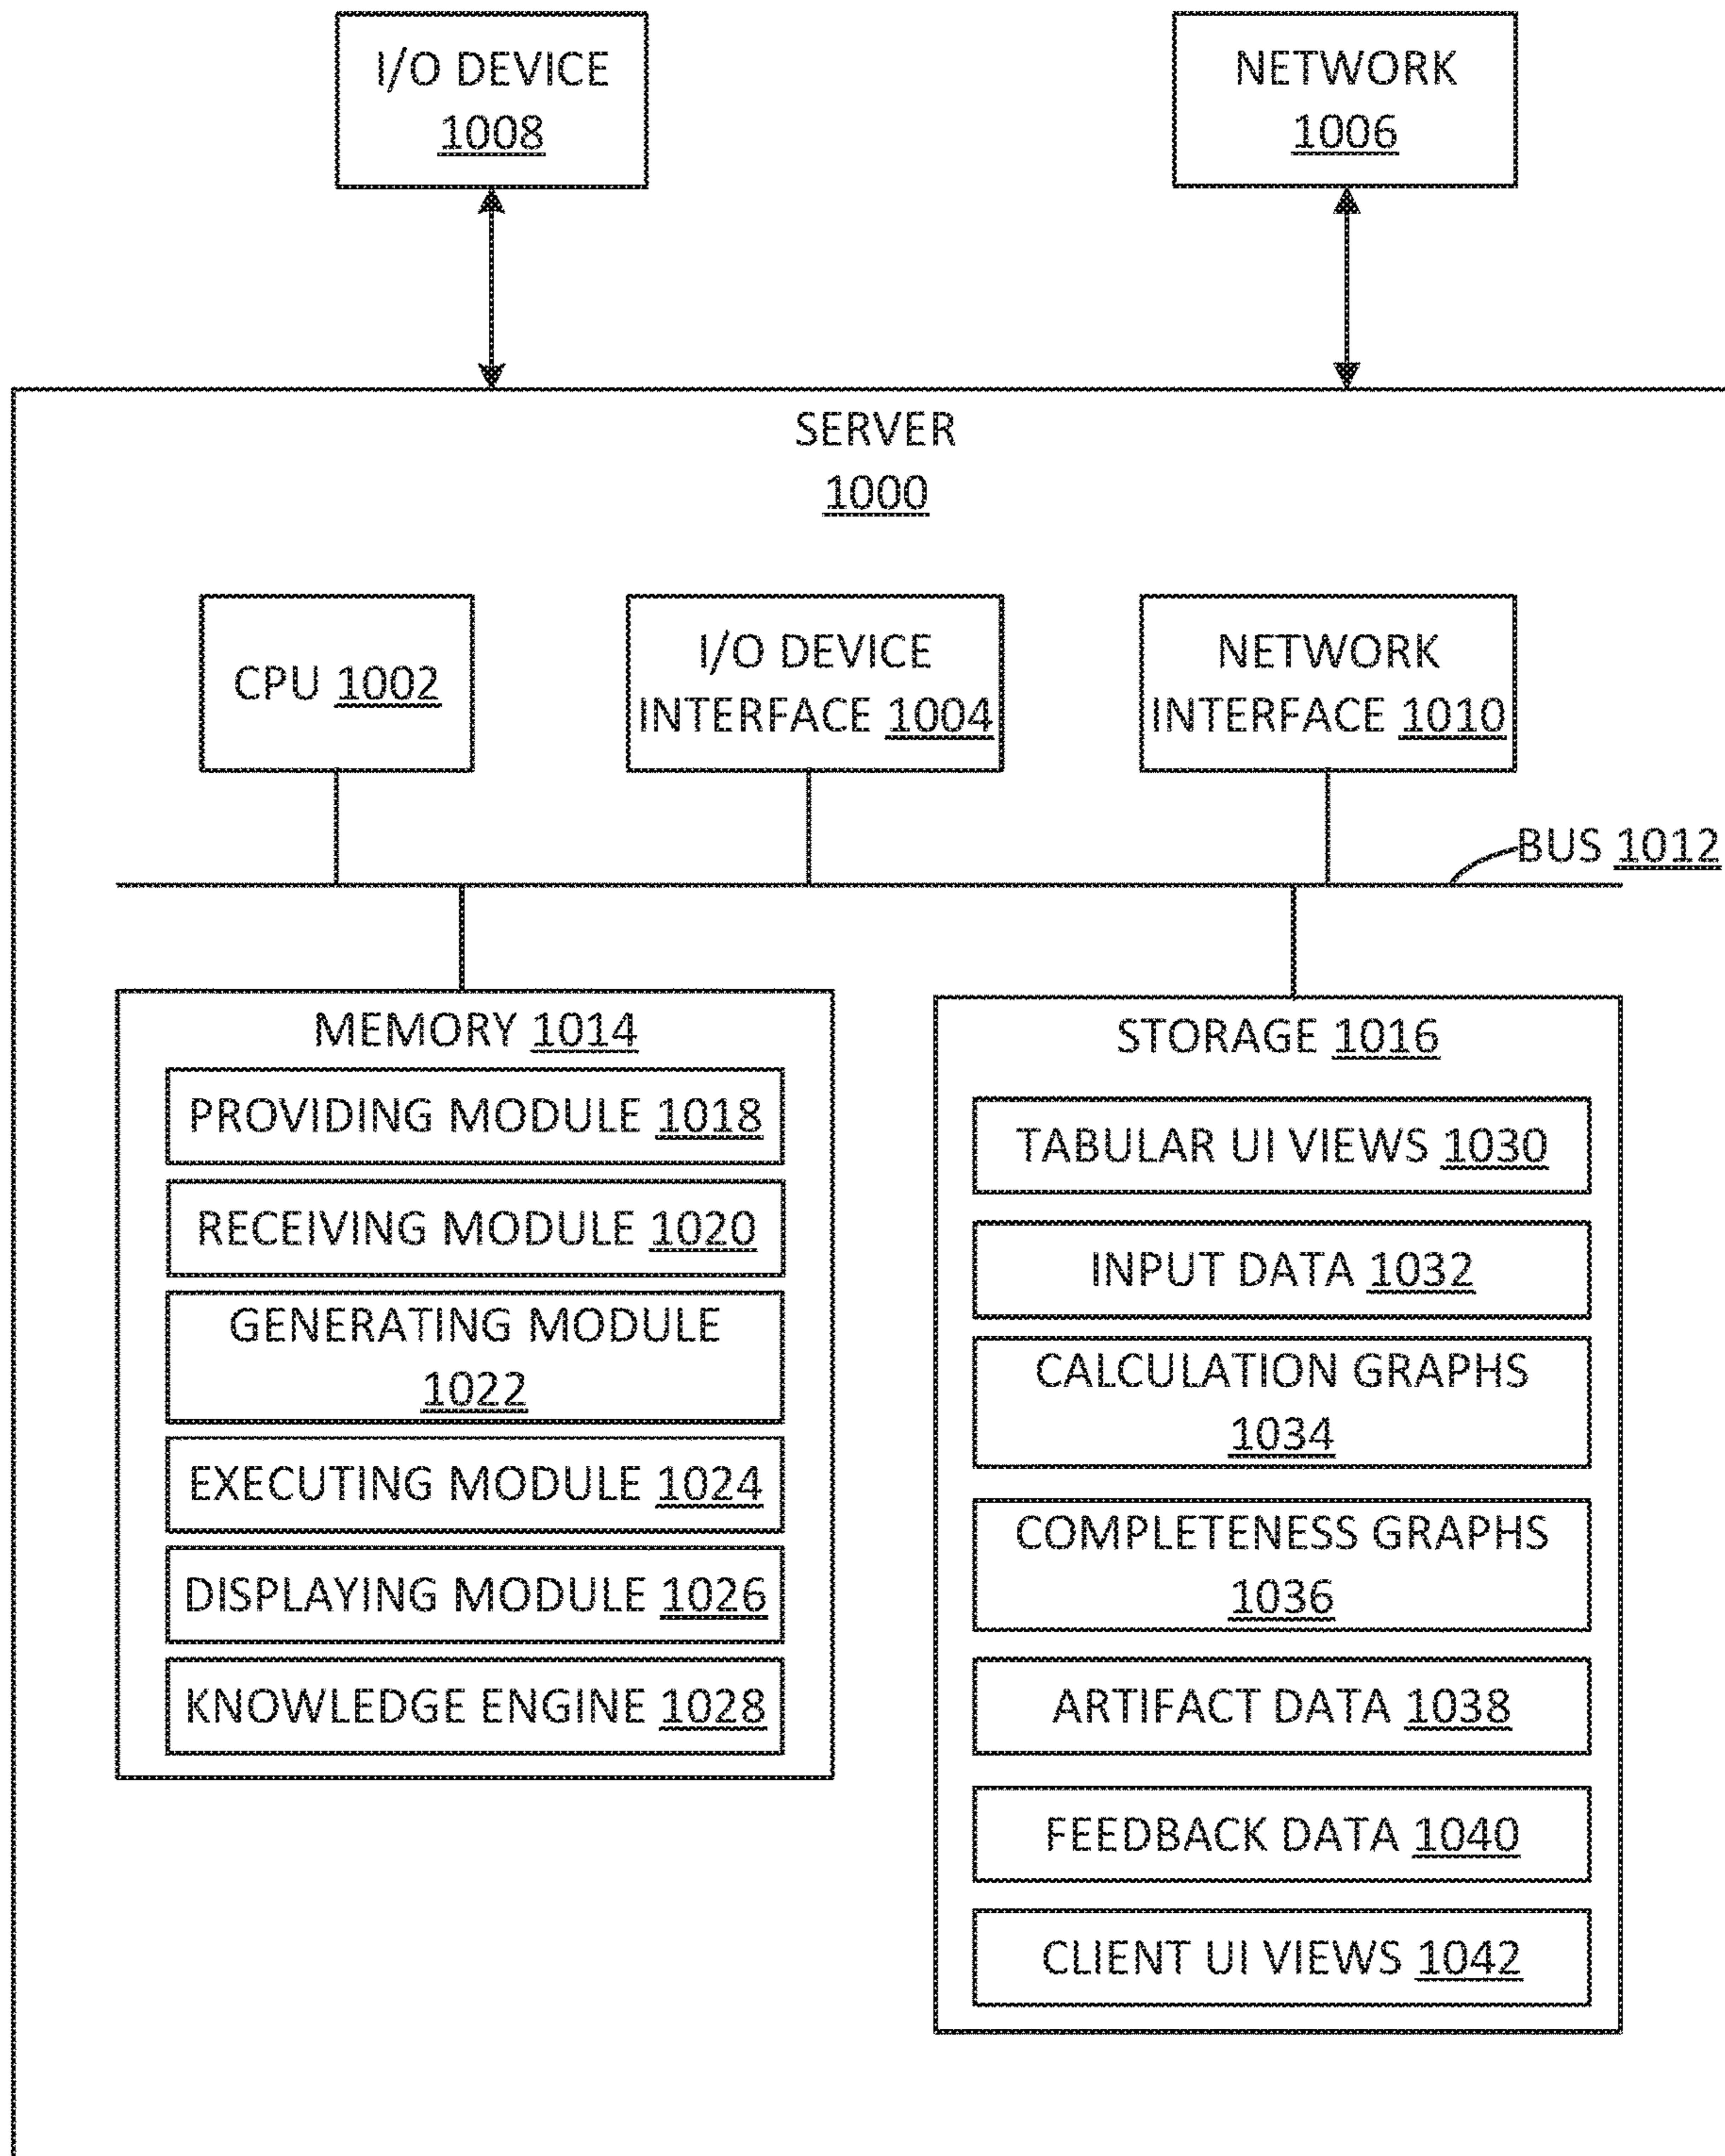 I/O DEVICE
1008
NETWORK
1006
SERVER
1000
CPU 1002
I/O DEVICE
INTERFACE 1004
NETWORK
INTERFACE 1010
BUS 1012
MEMORY 1014
PROVIDING MODULE 1018
RECEIVING MODULE 1020
GENERATING MODULE
1022
EXECUTING MODULE 1024
DISPLAYING MODULE 1026
KNOWLEDGE ENGINE 1028
STORAGE 1016
TABULAR UI VIEWS 1030
INPUT DATA 1032
CALCULATION GRAPHS
1034
COMPLETENESS GRAPHS
1036
ARTIFACT DATA 1038
FEEDBACK DATA 1040
CLIENT UI VIEWS 1042